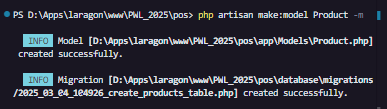 PS D:\Apps\laragon\www\PWL_2025\pos> php artisan make:model Product -m
INFO Model [D:\Apps\laragon\www\PWL_2025\pos\app\Models\Product.php]
created successfully.
INFO Migration [D:\Apps\laragon\www\PWL_2025\pos\database\migrations
/2025_03_04_104926_create_products_table.php] created successfully.